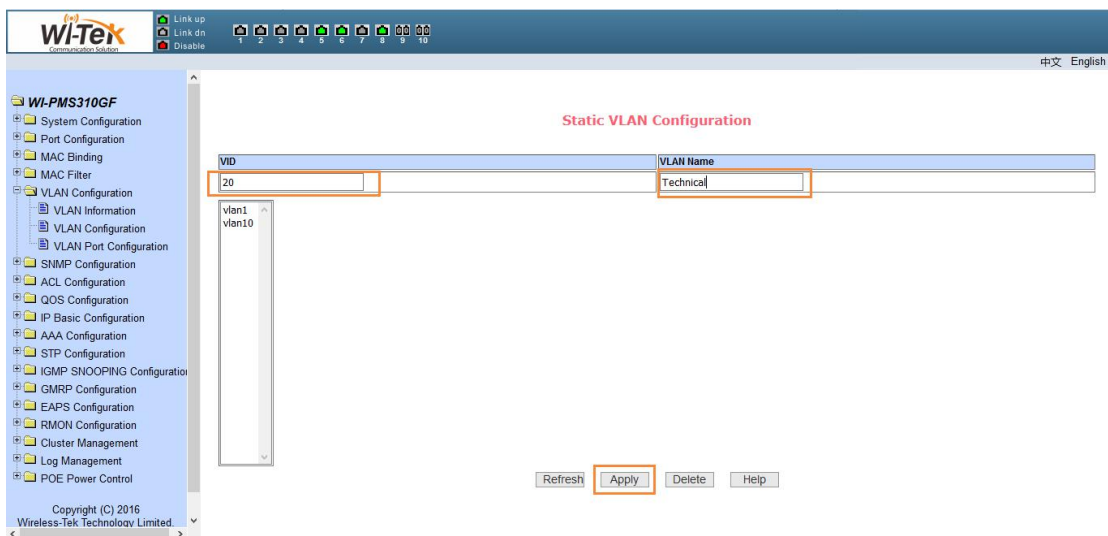 Wi-Tek
Communication Solution
Link up
Link dn
Disable
1 2 3 4 5 6 7 8 9 10
中文 English
WI-PMS310GF
System Configuration
Port Configuration
MAC Binding
MAC Filter
VLAN Configuration
VLAN Information
VLAN Configuration
VLAN Port Configuration
SNMP Configuration
ACL Configuration
QOS Configuration
IP Basic Configuration
AAA Configuration
STP Configuration
IGMP SNOOPING Configuration
GMRP Configuration
EAPS Configuration
RMON Configuration
Cluster Management
Log Management
POE Power Control
Copyright (C) 2016
Wireless-Tek Technology Limited.
Static VLAN Configuration
VID VLAN Name
20 Technical
vlan1
vlan10
Refresh Apply Delete Help